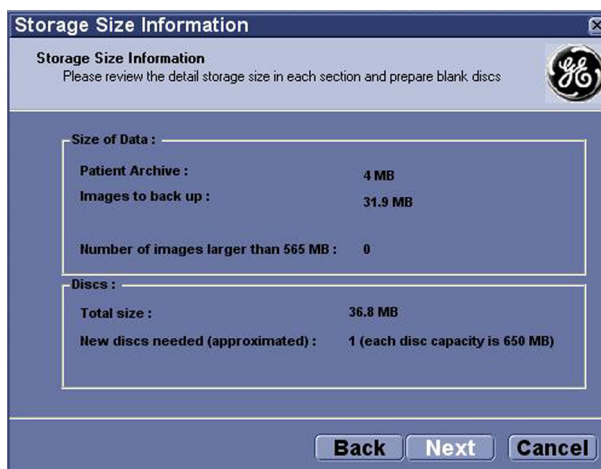 Storage Size Information
Storage Size Information
Please review the detail storage size in each section and prepare blank discs
GE
Size of Data :
Patient Archive : 4 MB
Images to back up : 31.9 MB
Number of images larger than 565 MB : 0
Discs :
Total size : 36.8 MB
New discs needed (approximated) : 1 (each disc capacity is 650 MB)
Back Next Cancel